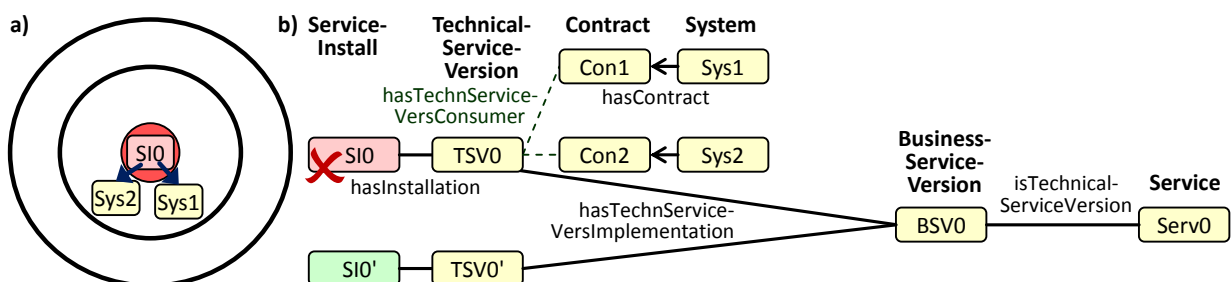 a)
SI0
Sys2
Sys1
b)
Service-
Install
Technical-
Service-
Version
Contract
System
Con1
Sys1
hasContract
hasTechnService-
VersConsumer
SI0
TSV0
Con2
Sys2
hasInstallation
Business-
Service-
Version
isTechnical-
ServiceVersion
Service
hasTechnService-
VersImplementation
BSV0
Serv0
SI0'
TSV0'